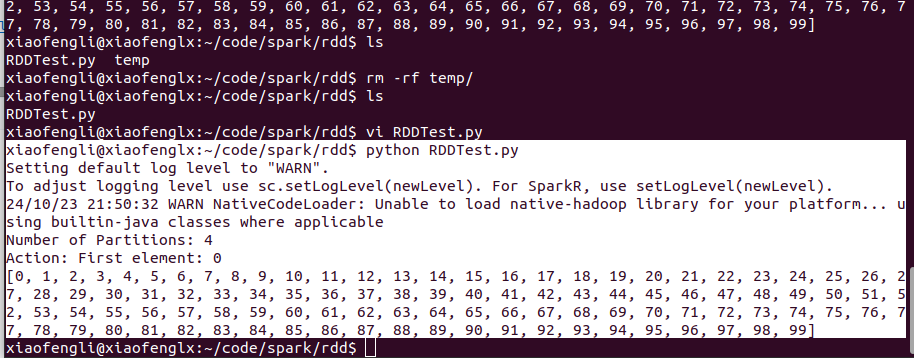 2, 53, 54, 55, 56, 57, 58, 59, 60, 61, 62, 63, 64, 65, 66, 67, 68, 69, 70, 71, 72, 73, 74, 75, 76, 7
7, 78, 79, 80, 81, 82, 83, 84, 85, 86, 87, 88, 89, 90, 91, 92, 93, 94, 95, 96, 97, 98, 99]
xiaofengli@xiaofenglx:~/code/spark/rdd$ ls
RDDTest.py  temp
xiaofengli@xiaofenglx:~/code/spark/rdd$ rm -rf temp/
xiaofengli@xiaofenglx:~/code/spark/rdd$ ls
RDDTest.py
xiaofengli@xiaofenglx:~/code/spark/rdd$ vi RDDTest.py
xiaofengli@xiaofenglx:~/code/spark/rdd$ python RDDTest.py
Setting default log level to "WARN".
To adjust logging level use sc.setLogLevel(newLevel). For SparkR, use setLogLevel(newLevel).
24/10/23 21:50:32 WARN NativeCodeLoader: Unable to load native-hadoop library for your platform... u
sing builtin-java classes where applicable
Number of Partitions: 4
Action: First element: 0
[0, 1, 2, 3, 4, 5, 6, 7, 8, 9, 10, 11, 12, 13, 14, 15, 16, 17, 18, 19, 20, 21, 22, 23, 24, 25, 26, 2
7, 28, 29, 30, 31, 32, 33, 34, 35, 36, 37, 38, 39, 40, 41, 42, 43, 44, 45, 46, 47, 48, 49, 50, 51, 5
2, 53, 54, 55, 56, 57, 58, 59, 60, 61, 62, 63, 64, 65, 66, 67, 68, 69, 70, 71, 72, 73, 74, 75, 76, 7
7, 78, 79, 80, 81, 82, 83, 84, 85, 86, 87, 88, 89, 90, 91, 92, 93, 94, 95, 96, 97, 98, 99]
xiaofengli@xiaofenglx:~/code/spark/rdd$